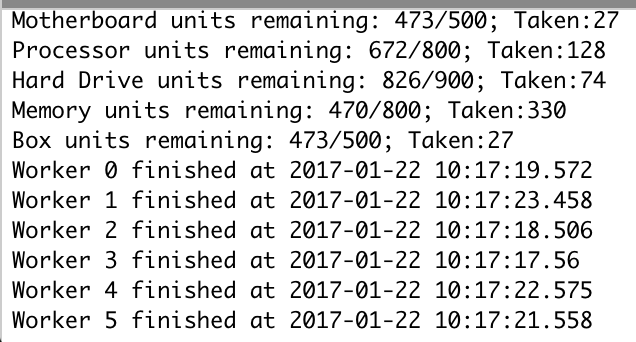 Motherboard units remaining: 473/500; Taken:27
Processor units remaining: 672/800; Taken:128
Hard Drive units remaining: 826/900; Taken:74
Memory units remaining: 470/800; Taken:330
Box units remaining: 473/500; Taken:27
Worker 0 finished at 2017-01-22 10:17:19.572
Worker 1 finished at 2017-01-22 10:17:23.458
Worker 2 finished at 2017-01-22 10:17:18.506
Worker 3 finished at 2017-01-22 10:17:17.56
Worker 4 finished at 2017-01-22 10:17:22.575
Worker 5 finished at 2017-01-22 10:17:21.558